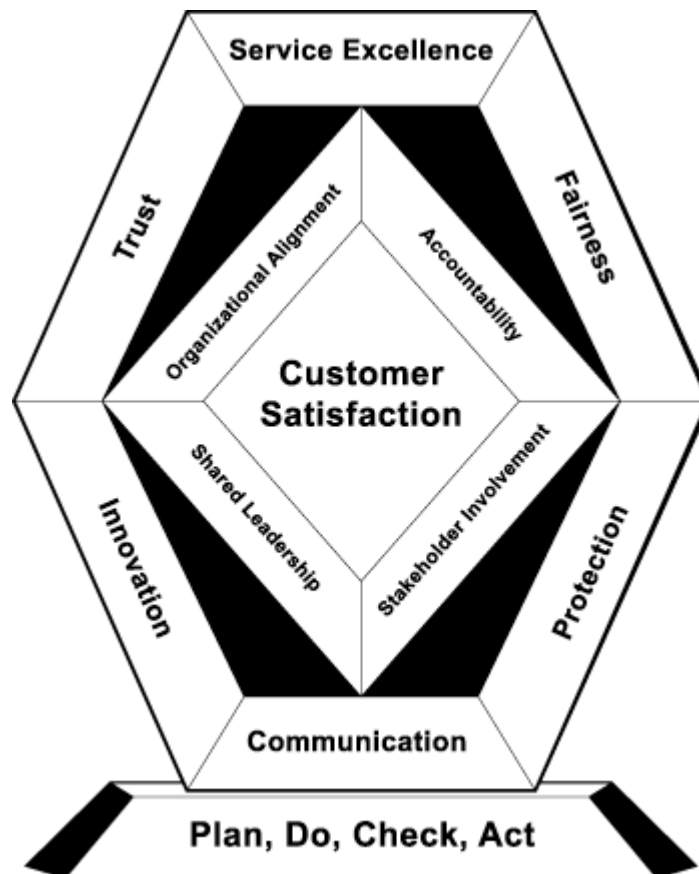 Service Excellence
Trust
Fairness
Organizational Alignment
Accountability
Customer
Satisfaction
Shared Leadership
Stakeholder Involvement
Innovation
Protection
Communication
Plan, Do, Check, Act